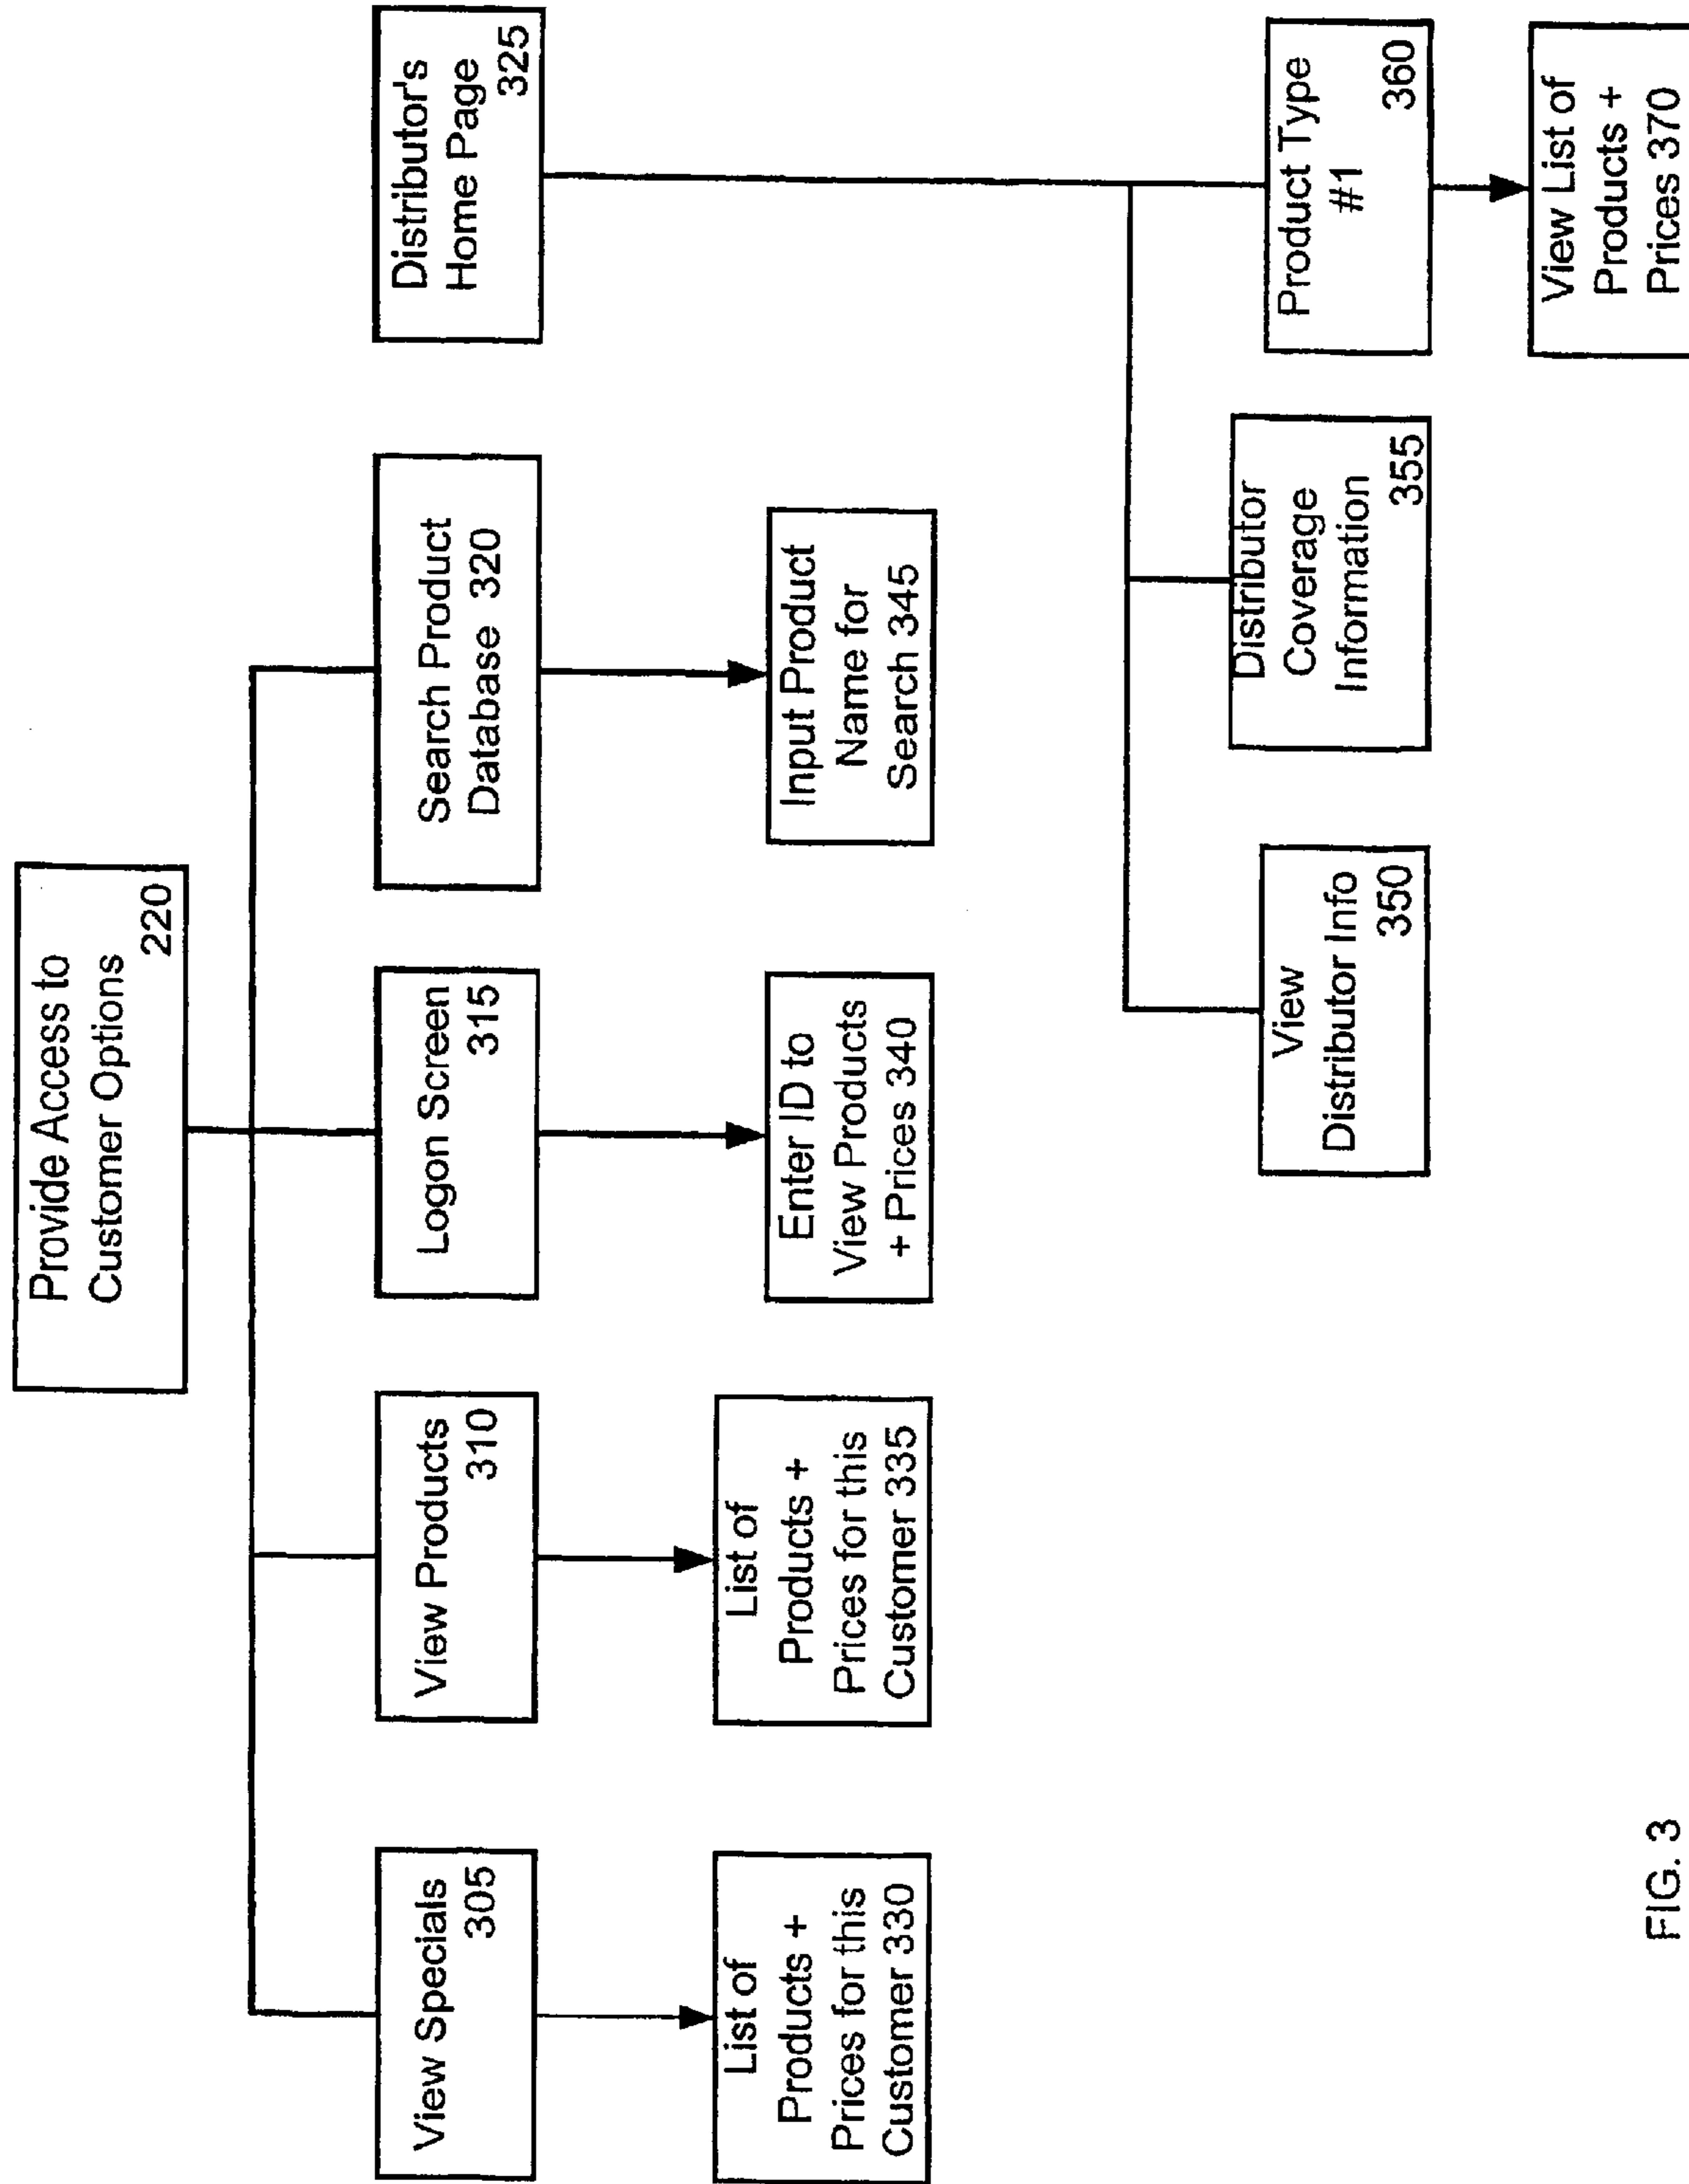 Provide Access to
Customer Options
220
View Specials
305
View Products
310
Logon Screen
315
Search Product
Database 320
Distributor's
Home Page
325
List of
Products +
Prices for this
Customer 330
List of
Products +
Prices for this
Customer 335
Enter ID to
View Products
+ Prices 340
Input Product
Name for
Search 345
View
Distributor Info
350
Distributor
Coverage
Information
355
Product Type
#1
360
View List of
Products +
Prices 370
FIG. 3